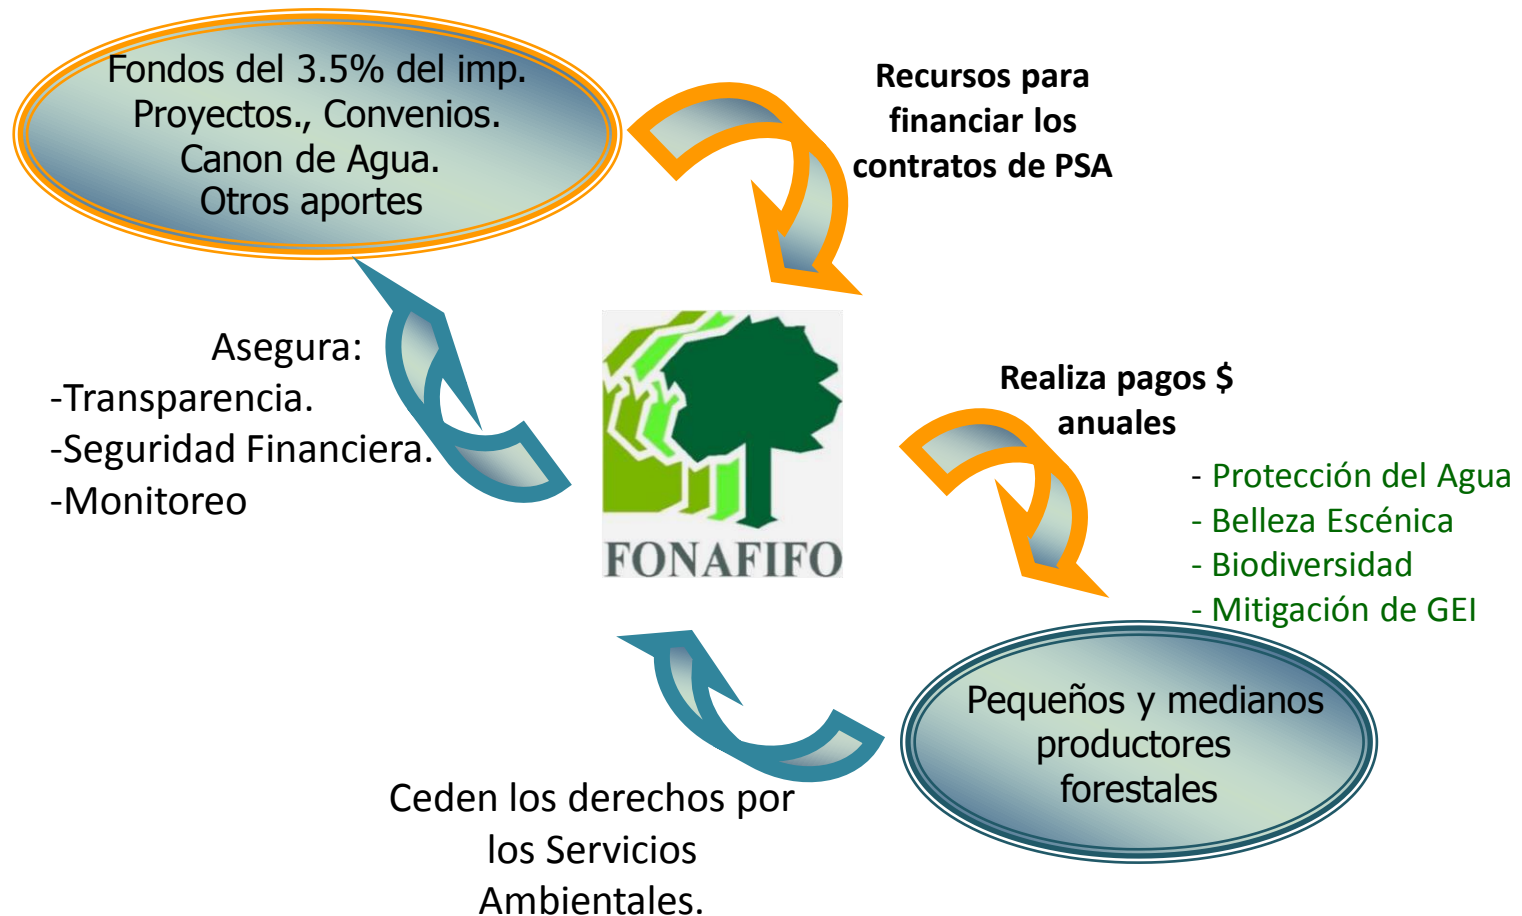 Fondos del 3.5% del imp.
Proyectos., Convenios.
Canon de Agua.
Otros aportes
Recursos para
financiar los
contratos de PSA
Asegura:
-Transparencia.
-Seguridad Financiera.
-Monitoreo
FONAFIFO
Realiza pagos $
anuales
- Protección del Agua
- Belleza Escénica
- Biodiversidad
- Mitigación de GEI
Pequeños y medianos
productores
forestales
Ceden los derechos por
los Servicios
Ambientales.